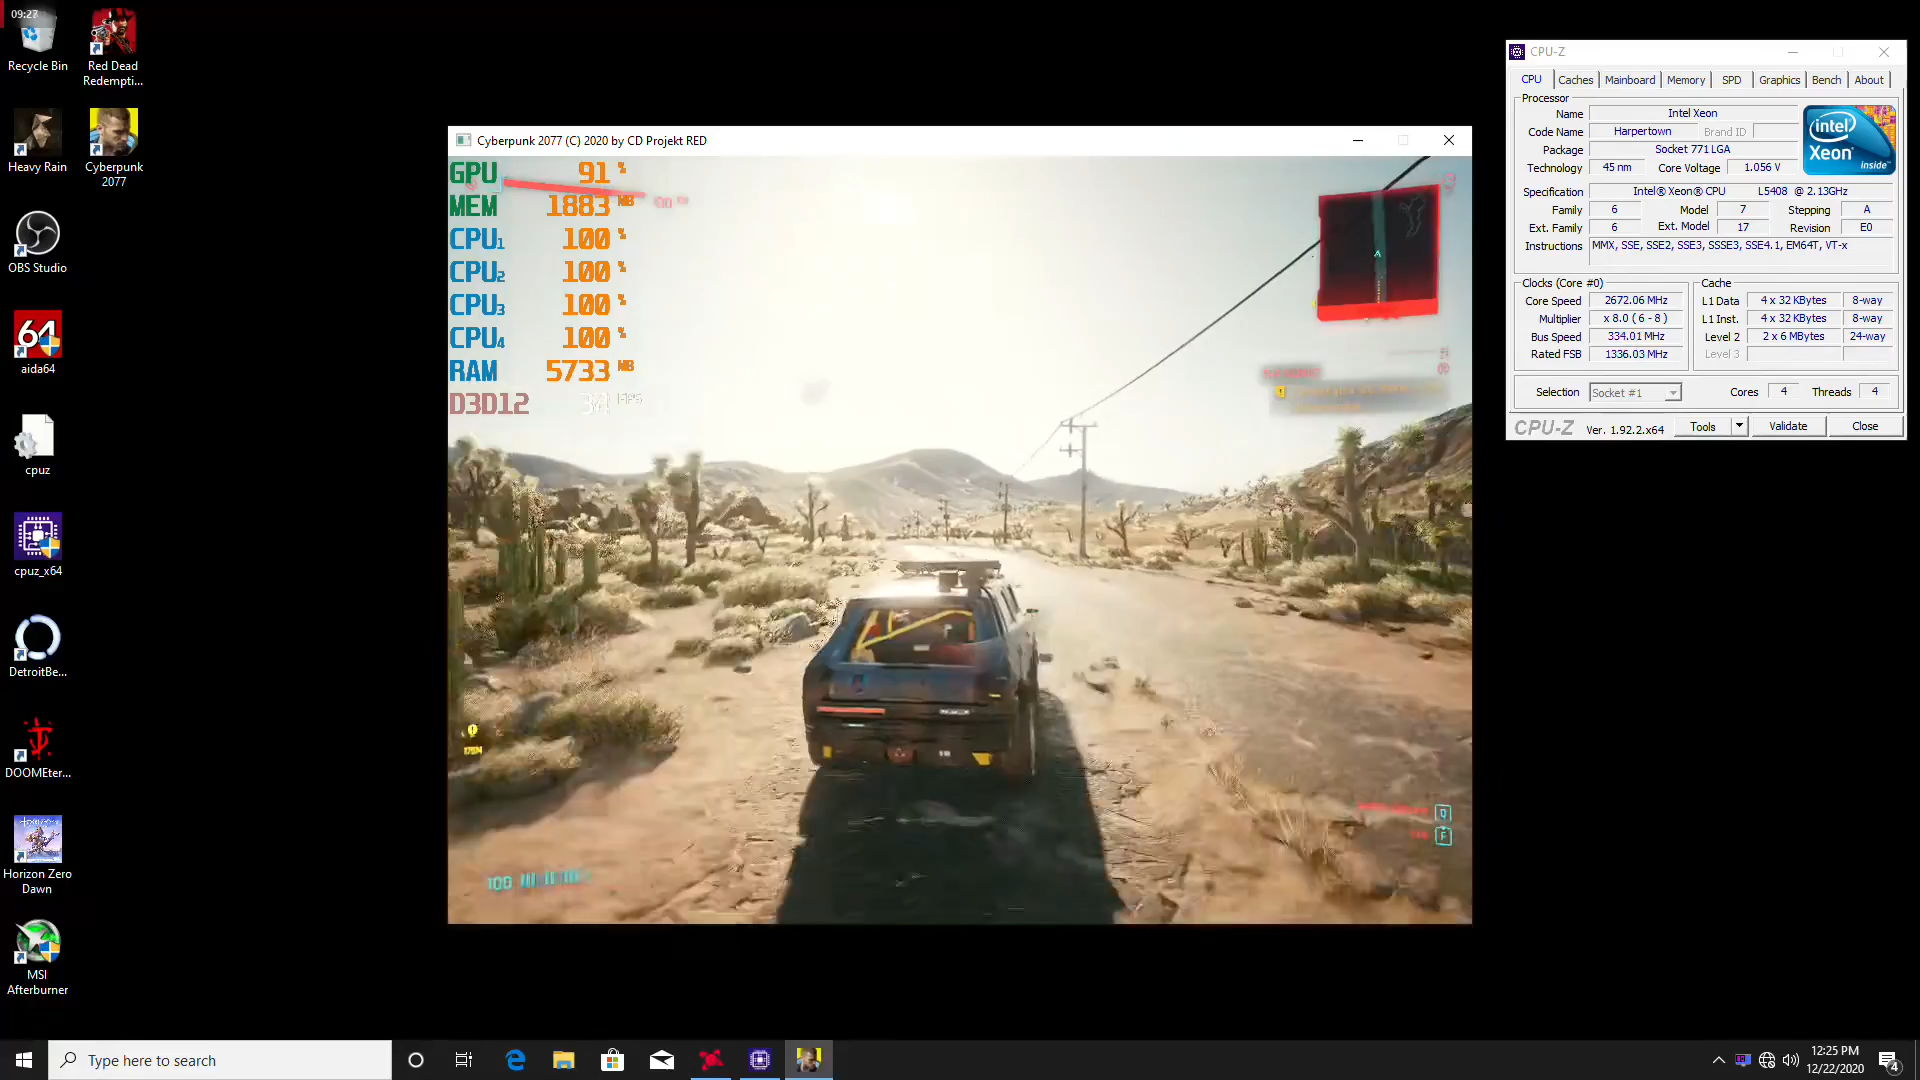 09:27
Recycle Bin
Red Dead
Redempti...
Heavy Rain
Cyberpunk
2077
OBS Studio
64
aida64
cpuz
cpuz_x64
DetroitBe...
DOOMEter...
Horizon Zero
Dawn
MSI
Afterburner
Cyberpunk 2077 (C) 2020 by CD Projekt RED
GPU 91 %
MEM 1883 MB
CPU1 100 %
CPU2 100 %
CPU3 100 %
CPU4 100 %
RAM 5733 MB
D3D12 FPS
100
Q
F
CPU-Z
CPU Caches Mainboard Memory SPD Graphics Bench About
Processor
Name Intel Xeon
Code Name Harpertown Brand ID
Package Socket 771 LGA
Technology 45 nm Core Voltage 1.056 V
intel
Xeon
inside™
Specification Intel® Xeon® CPU L5408 @ 2.13GHz
Family 6 Model 7 Stepping A
Ext. Family 6 Ext. Model 17 Revision E0
Instructions MMX, SSE, SSE2, SSE3, SSSE3, SSE4.1, EM64T, VT-x
Clocks (Core #0)
Core Speed 2672.06 MHz
Multiplier x 8.0 ( 6 - 8 )
Bus Speed 334.01 MHz
Rated FSB 1336.03 MHz
Cache
L1 Data 4 x 32 KBytes 8-way
L1 Inst. 4 x 32 KBytes 8-way
Level 2 2 x 6 MBytes 24-way
Level 3
Selection Socket #1 Cores 4 Threads 4
CPU-Z Ver. 1.92.2.x64 Tools Validate Close
Type here to search
12:25 PM
12/22/2020
4